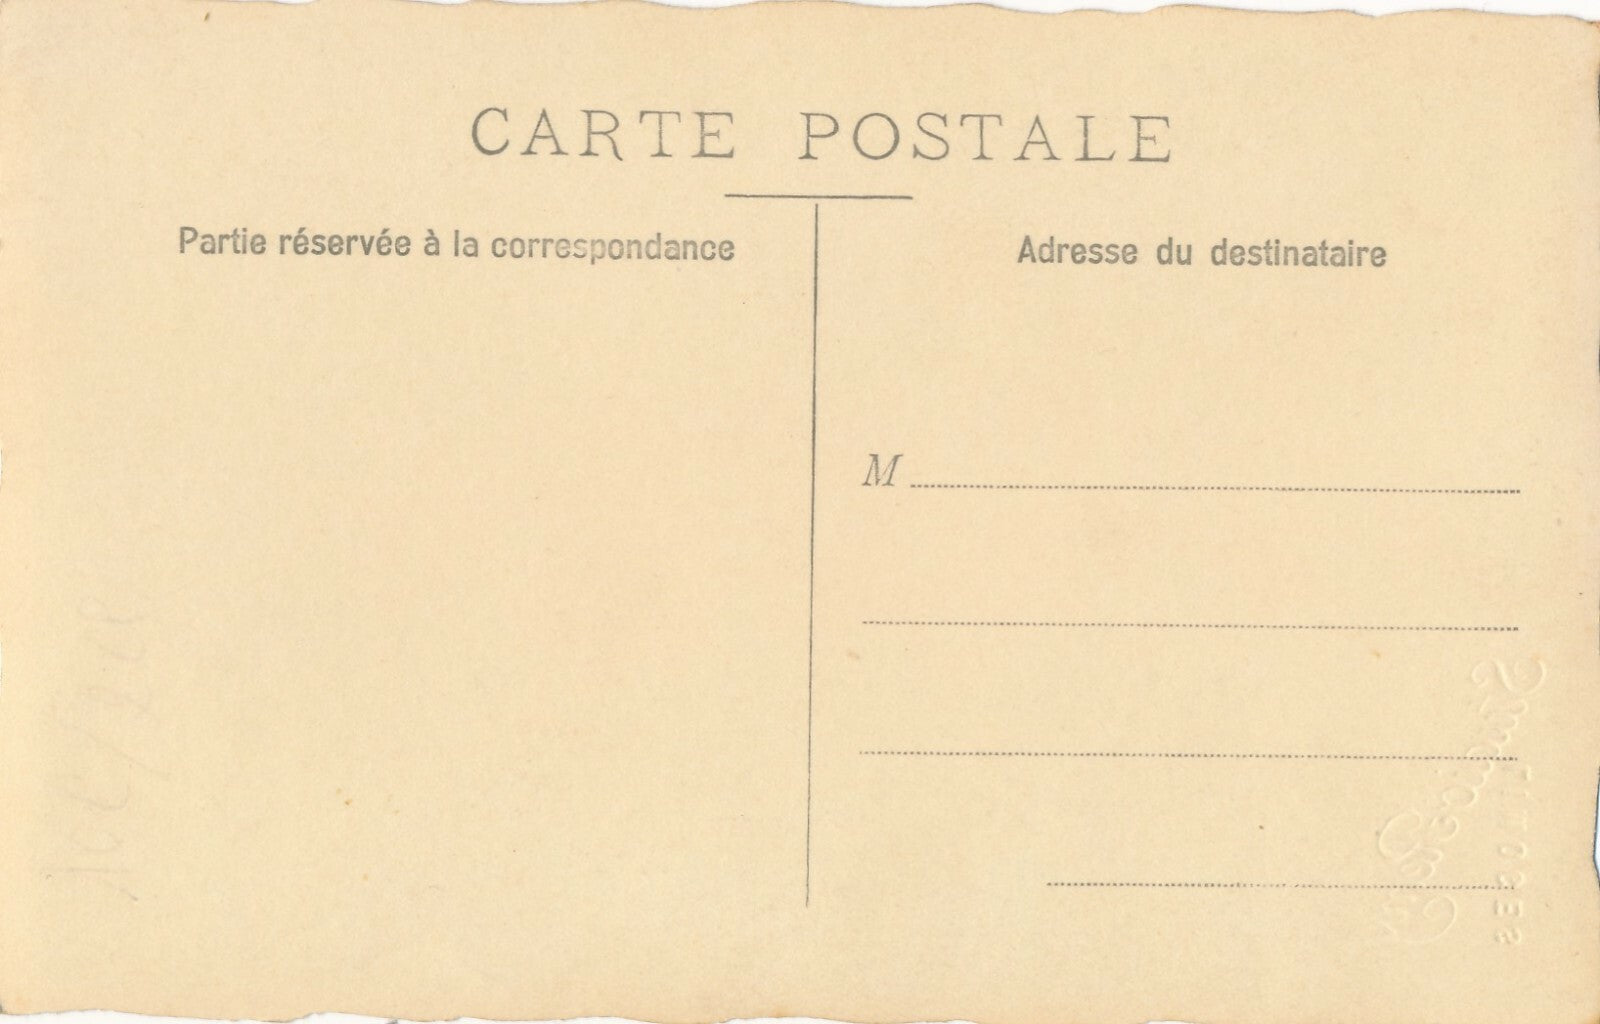 CARTE POSTALE
Partie réservée à la correspondance
Adresse du destinataire
M